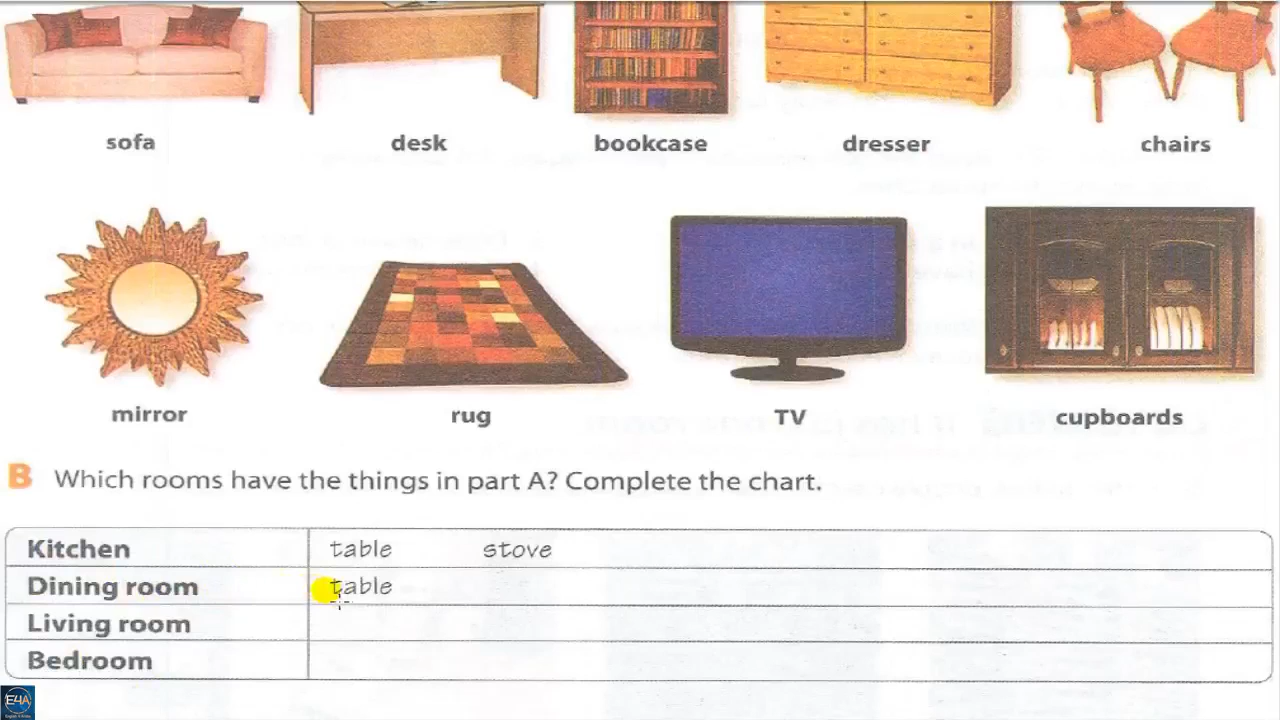 sofa desk bookcase dresser chairs
mirror rug TV cupboards
B Which rooms have the things in part A? Complete the chart.
Kitchen table stove
Dining room table
Living room
Bedroom
E4A